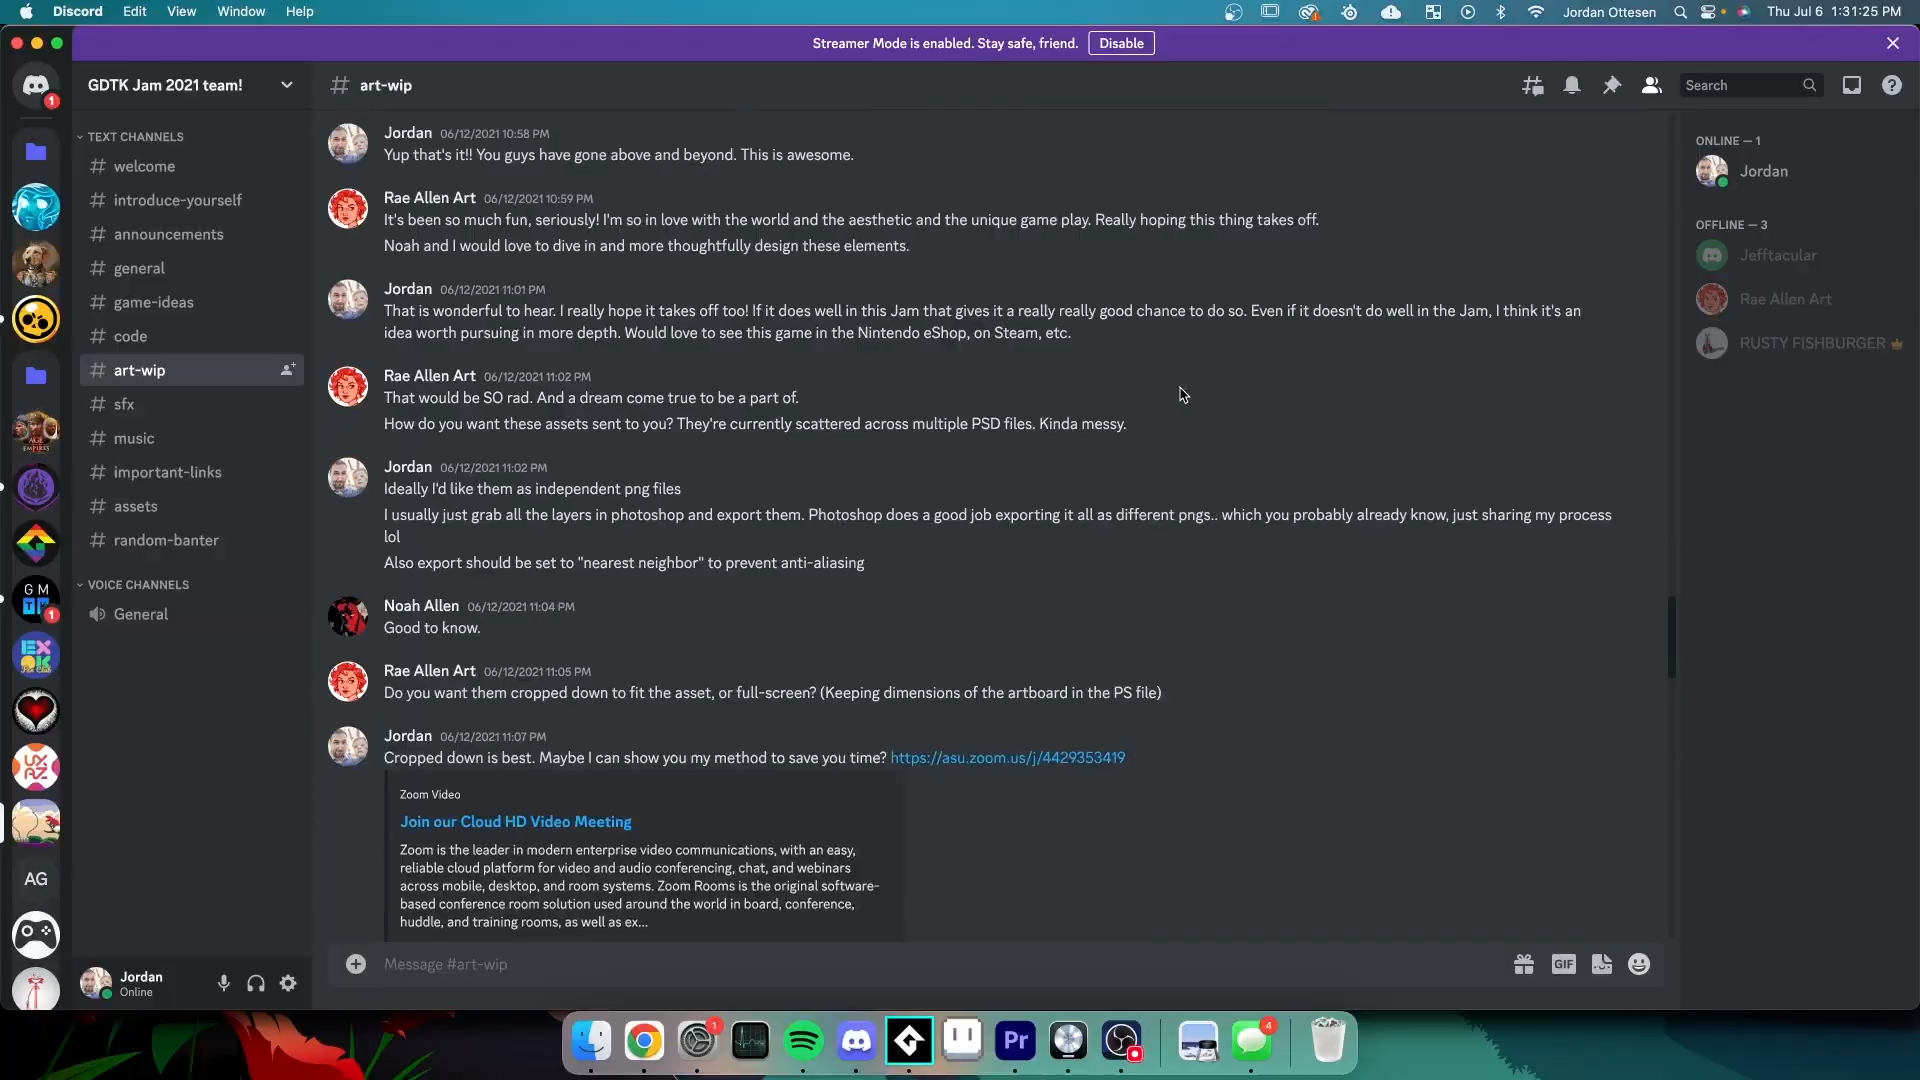 Discord Edit View Window Help
Jordan Ottesen Thu Jul 6 1:31:25 PM
Streamer Mode is enabled. Stay safe, friend. Disable
GDTK Jam 2021 team!
art-wip
Search
1
TEXT CHANNELS
welcome
introduce-yourself
announcements
general
game-ideas
code
art-wip
sfx
music
important-links
assets
random-banter
VOICE CHANNELS
General
AGE
EMPIRES
G M
T K
1
EX
OK
UX
AZ
AG
Jordan 06/12/2021 10:58 PM
Yup that's it!! You guys have gone above and beyond. This is awesome.
Rae Allen Art 06/12/2021 10:59 PM
It's been so much fun, seriously! I'm so in love with the world and the aesthetic and the unique game play. Really hoping this thing takes off.
Noah and I would love to dive in and more thoughtfully design these elements.
Jordan 06/12/2021 11:01 PM
That is wonderful to hear. I really hope it takes off too! If it does well in this Jam that gives it a really really good chance to do so. Even if it doesn't do well in the Jam, I think it's an
idea worth pursuing in more depth. Would love to see this game in the Nintendo eShop, on Steam, etc.
Rae Allen Art 06/12/2021 11:02 PM
That would be SO rad. And a dream come true to be a part of.
How do you want these assets sent to you? They're currently scattered across multiple PSD files. Kinda messy.
Jordan 06/12/2021 11:02 PM
Ideally I'd like them as independent png files
I usually just grab all the layers in photoshop and export them. Photoshop does a good job exporting it all as different pngs.. which you probably already know, just sharing my process
lol
Also export should be set to "nearest neighbor" to prevent anti-aliasing
Noah Allen 06/12/2021 11:04 PM
Good to know.
Rae Allen Art 06/12/2021 11:05 PM
Do you want them cropped down to fit the asset, or full-screen? (Keeping dimensions of the artboard in the PS file)
Jordan 06/12/2021 11:07 PM
Cropped down is best. Maybe I can show you my method to save you time? https://asu.zoom.us/j/4429353419
Zoom Video
Join our Cloud HD Video Meeting
Zoom is the leader in modern enterprise video communications, with an easy,
reliable cloud platform for video and audio conferencing, chat, and webinars
across mobile, desktop, and room systems. Zoom Rooms is the original software-
based conference room solution used around the world in board, conference,
huddle, and training rooms, as well as ex...
Message #art-wip
GIF
ONLINE — 1
Jordan
OFFLINE — 3
Jefftacular
Rae Allen Art
RUSTY FISHBURGER
Jordan
Online
1
Pr
4